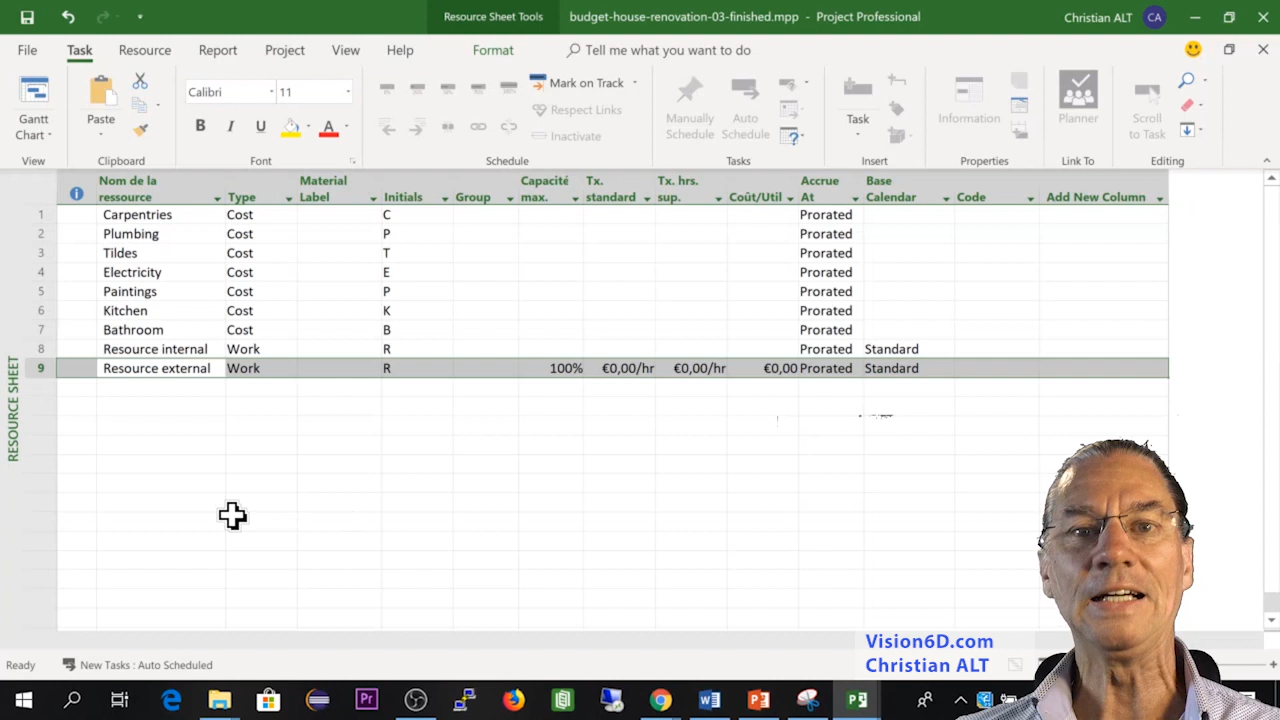 Resource Sheet Tools
budget-house-renovation-03-finished.mpp - Project Professional
Christian ALT CA
File Task Resource Report Project View Help Format Tell me what you want to do
Gantt Chart
View
Paste
Clipboard
Calibri 11
B I U A
Font
Mark on Track
Respect Links
Inactivate
Schedule
Manually Schedule
Auto Schedule
Tasks
Task
Insert
Information
Properties
Planner
Link To
Scroll to Task
Editing
Nom de la ressource Type Material Label Initials Group Capacité max. Tx. standard Tx. hrs. sup. Coût/Util Accrue At Base Calendar Code Add New Column
1 Carpentries Cost C Prorated
2 Plumbing Cost P Prorated
3 Tildes Cost T Prorated
4 Electricity Cost E Prorated
5 Paintings Cost P Prorated
6 Kitchen Cost K Prorated
7 Bathroom Cost B Prorated
8 Resource internal Work R Prorated Standard
9 Resource external Work R 100% €0,00/hr €0,00/hr €0,00 Prorated Standard
RESOURCE SHEET
Vision6D.com
Christian ALT
Ready New Tasks : Auto Scheduled